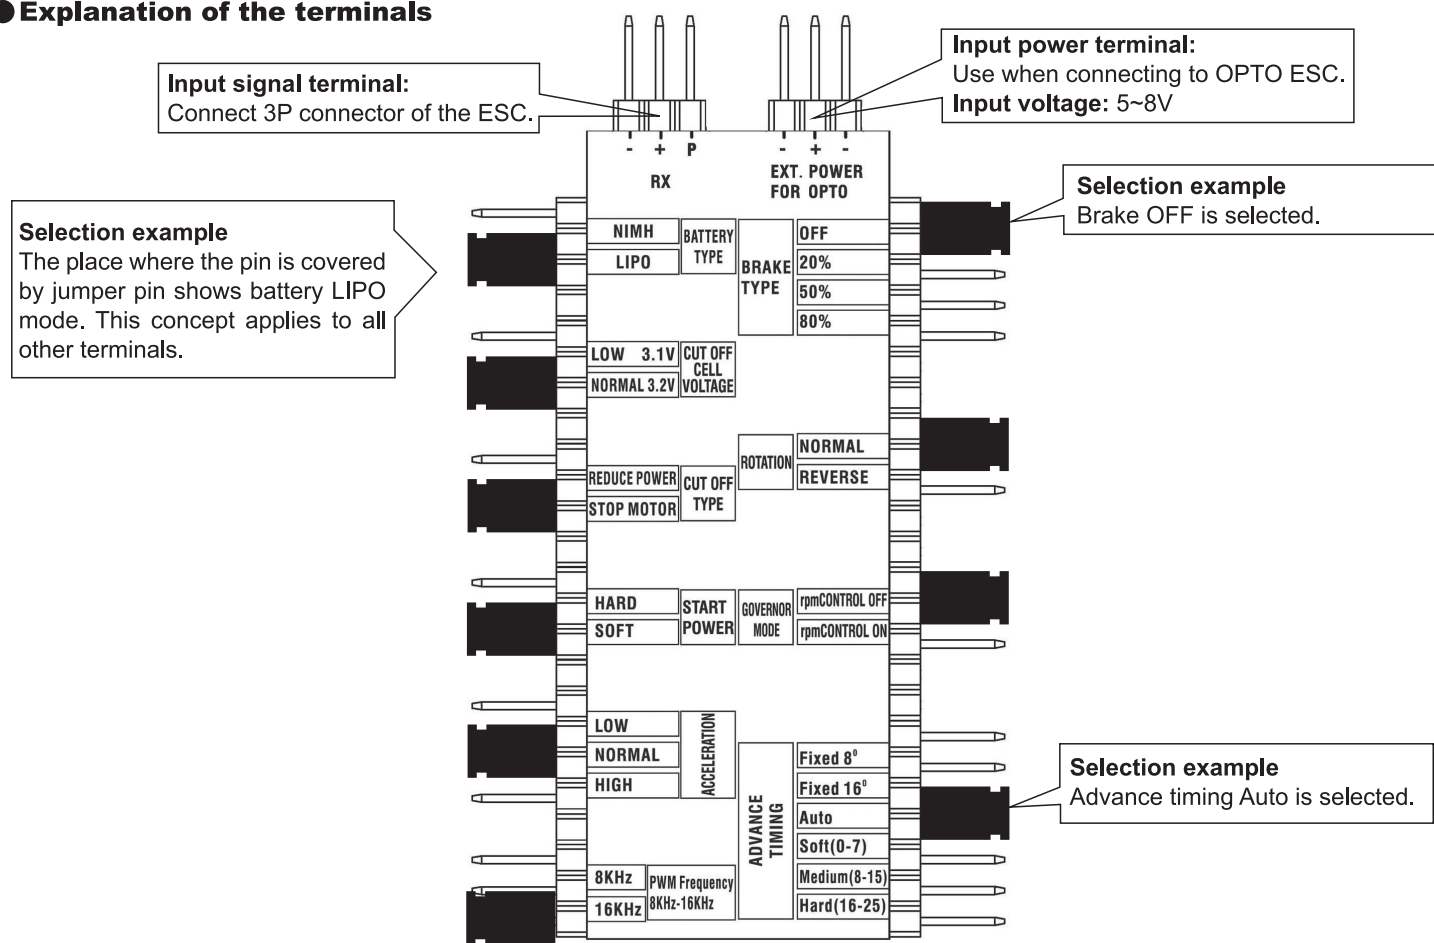 ●Explanation of the terminals
Input signal terminal:
Connect 3P connector of the ESC.
Input power terminal:
Use when connecting to OPTO ESC.
Input voltage: 5~8V
- + P
RX
- + -
EXT. POWER
FOR OPTO
Selection example
Brake OFF is selected.
Selection example
The place where the pin is covered
by jumper pin shows battery LIPO
mode. This concept applies to all
other terminals.
NIMH
LIPO
BATTERY
TYPE
BRAKE
TYPE
OFF
20%
50%
80%
LOW 3.1V
NORMAL 3.2V
CUT OFF
CELL
VOLTAGE
ROTATION
NORMAL
REVERSE
REDUCE POWER
STOP MOTOR
CUT OFF
TYPE
HARD
SOFT
START
POWER
GOVERNOR
MODE
rpmCONTROL OFF
rpmCONTROL ON
LOW
NORMAL
HIGH
ACCELERATION
ADVANCE
TIMING
Fixed 8⁰
Fixed 16⁰
Auto
Soft(0-7)
Medium(8-15)
Hard(16-25)
Selection example
Advance timing Auto is selected.
8KHz
16KHz
PWM Frequency
8KHz-16KHz